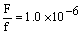 F/f = 1.0 × 10⁻⁶